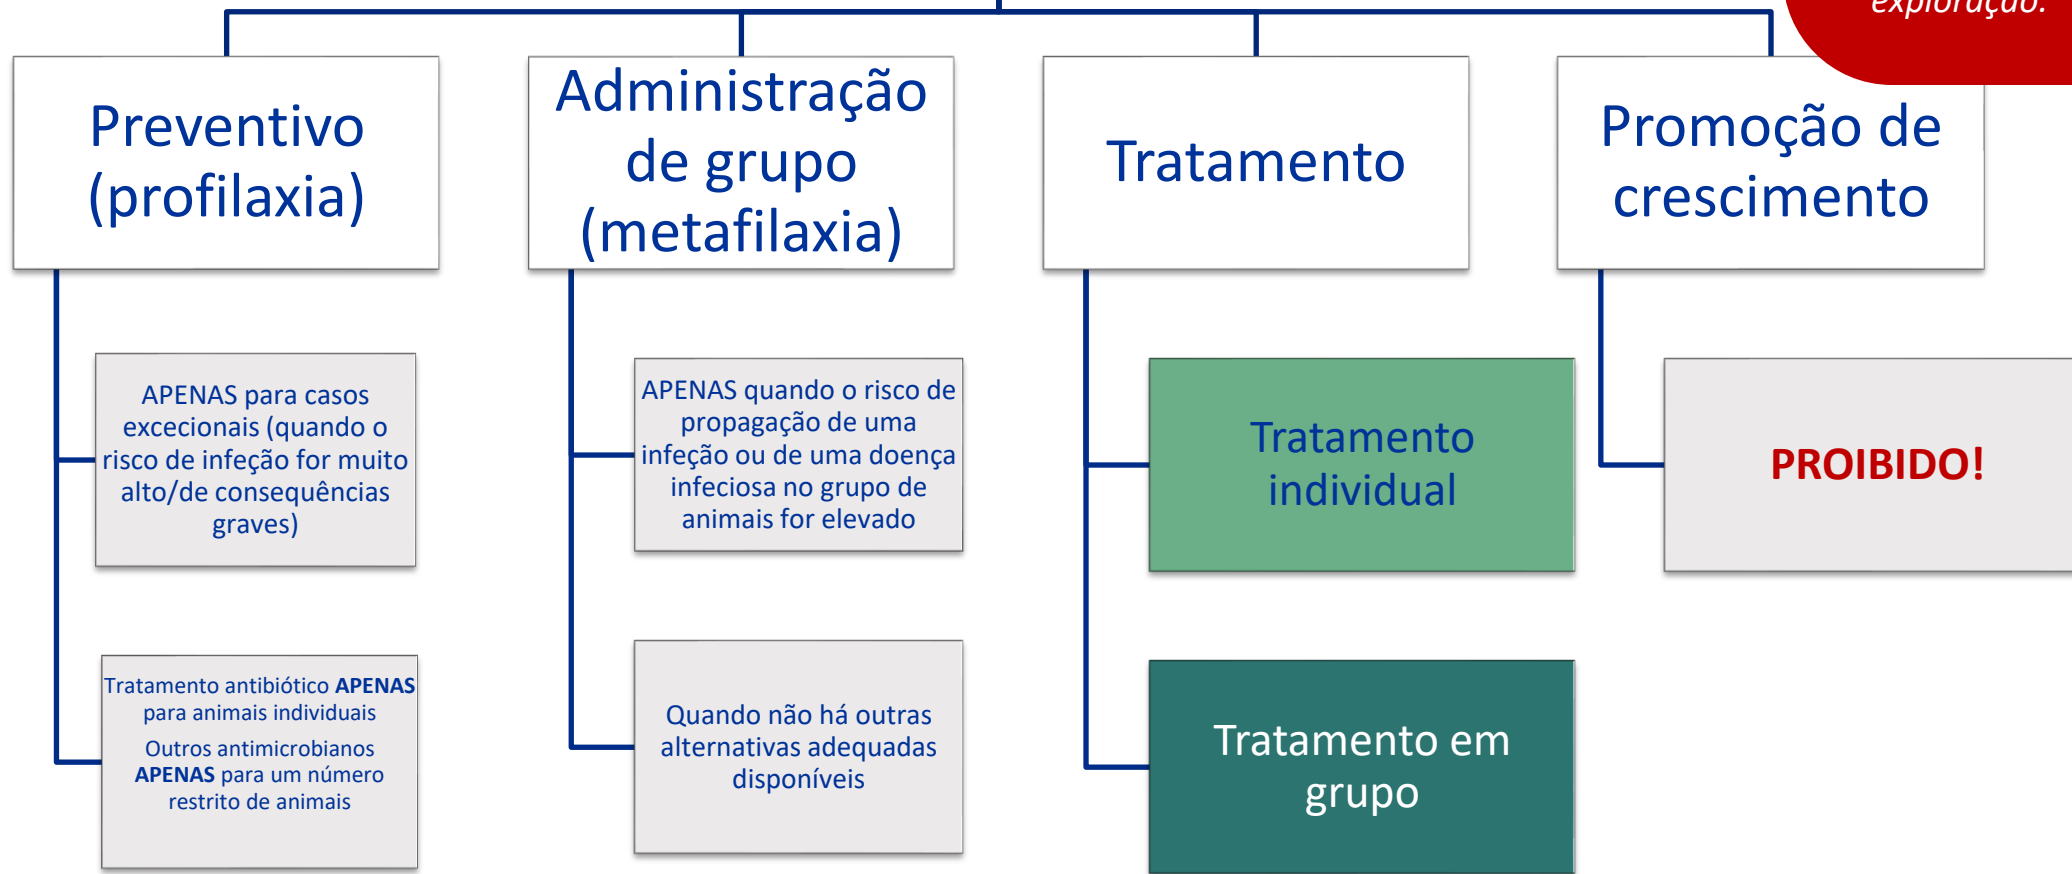 exploração.
Preventivo
(profilaxia)
Administração
de grupo
(metafilaxia)
Tratamento
Promoção de
crescimento
APENAS para casos
excecionais (quando o
risco de infeção for muito
alto/de consequências
graves)
APENAS quando o risco de
propagação de uma
infeção ou de uma doença
infeciosa no grupo de
animais for elevado
Tratamento
individual
PROIBIDO!
Tratamento antibiótico APENAS
para animais individuais
Outros antimicrobianos
APENAS para um número
restrito de animais
Quando não há outras
alternativas adequadas
disponíveis
Tratamento em
grupo